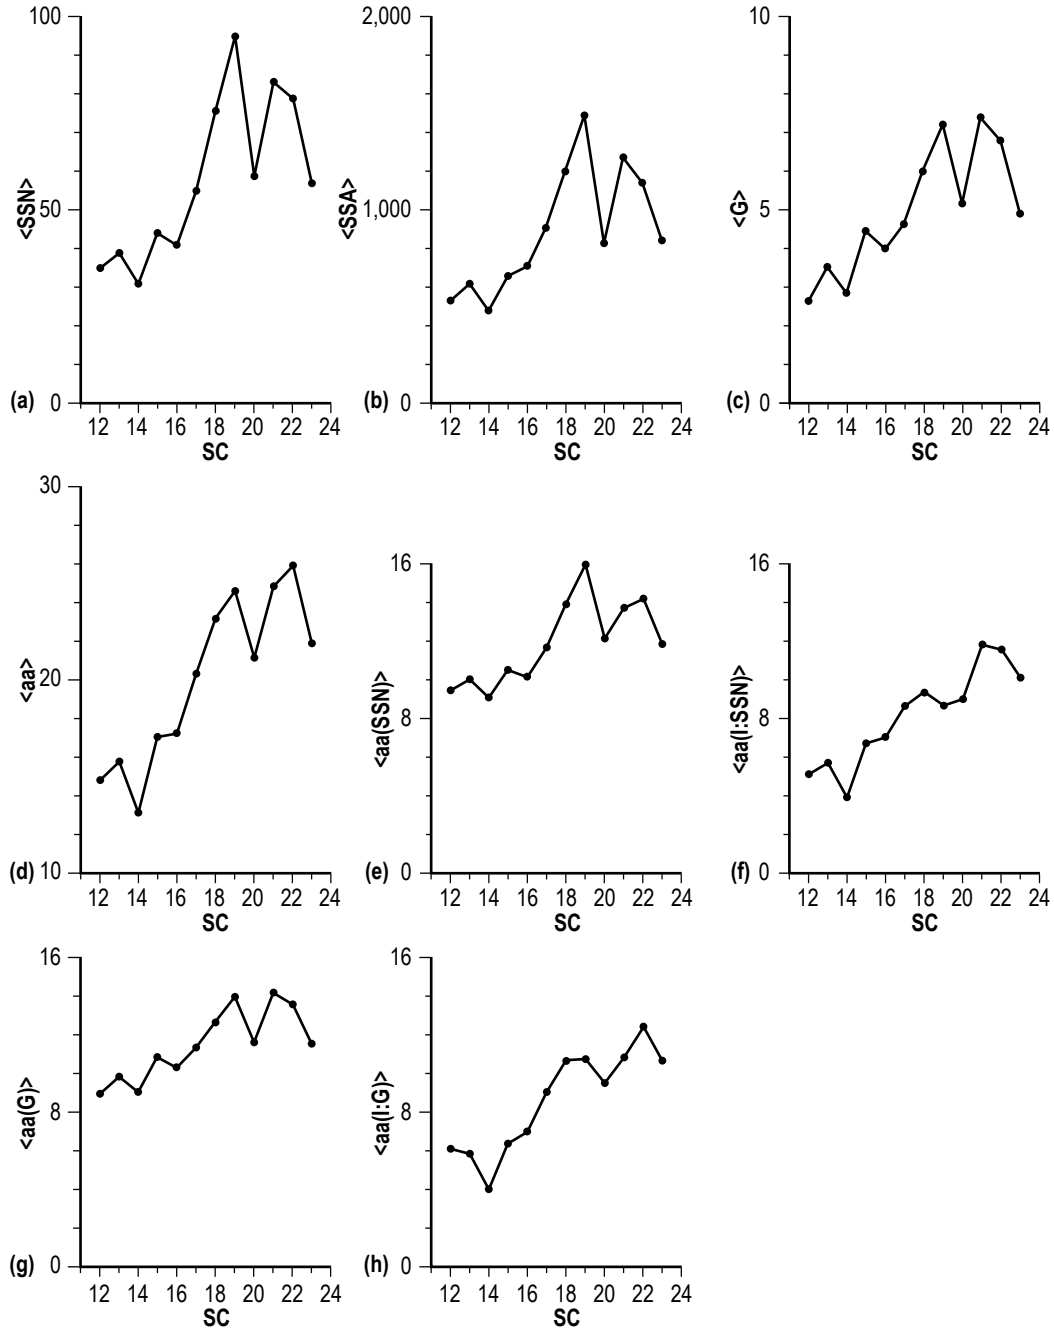 100
50
0
<SSN>
(a)
12 14 16 18 20 22 24
SC
2,000
1,000
0
<SSA>
(b)
12 14 16 18 20 22 24
SC
10
5
0
<G>
(c)
12 14 16 18 20 22 24
SC
30
20
10
<aa>
(d)
12 14 16 18 20 22 24
SC
16
8
0
<aa(SSN)>
(e)
12 14 16 18 20 22 24
SC
16
8
0
<aa(I:SSN)>
(f)
12 14 16 18 20 22 24
SC
16
8
0
<aa(G)>
(g)
12 14 16 18 20 22 24
SC
16
8
0
<aa(I:G)>
(h)
12 14 16 18 20 22 24
SC